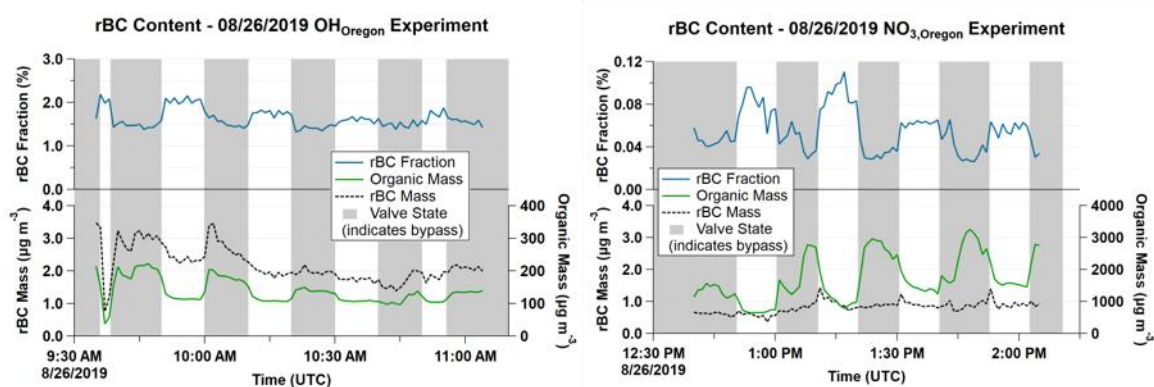 rBC Content - 08/26/2019 OH_Oregon Experiment
rBC Fraction (%)
3.0
2.0
1.0
0.0
rBC Fraction
Organic Mass
rBC Mass
Valve State
(indicates bypass)
rBC Mass (µg m⁻³)
4.0
3.0
2.0
1.0
0.0
400
300
200
100
0
Organic Mass (µg m⁻³)
9:30 AM
8/26/2019
10:00 AM
10:30 AM
11:00 AM
Time (UTC)
rBC Content - 08/26/2019 NO_3,Oregon Experiment
rBC Fraction (%)
0.12
0.08
0.04
0.00
rBC Fraction
Organic Mass
rBC Mass
Valve State
(indicates bypass)
rBC Mass (µg m⁻³)
4.0
3.0
2.0
1.0
0.0
4000
3000
2000
1000
0
Organic Mass (µg m⁻³)
12:30 PM
8/26/2019
1:00 PM
1:30 PM
2:00 PM
Time (UTC)